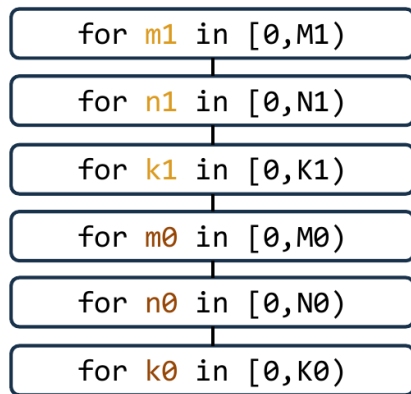 for m1 in [0,M1)
for n1 in [0,N1)
for k1 in [0,K1)
for m0 in [0,M0)
for n0 in [0,N0)
for k0 in [0,K0)